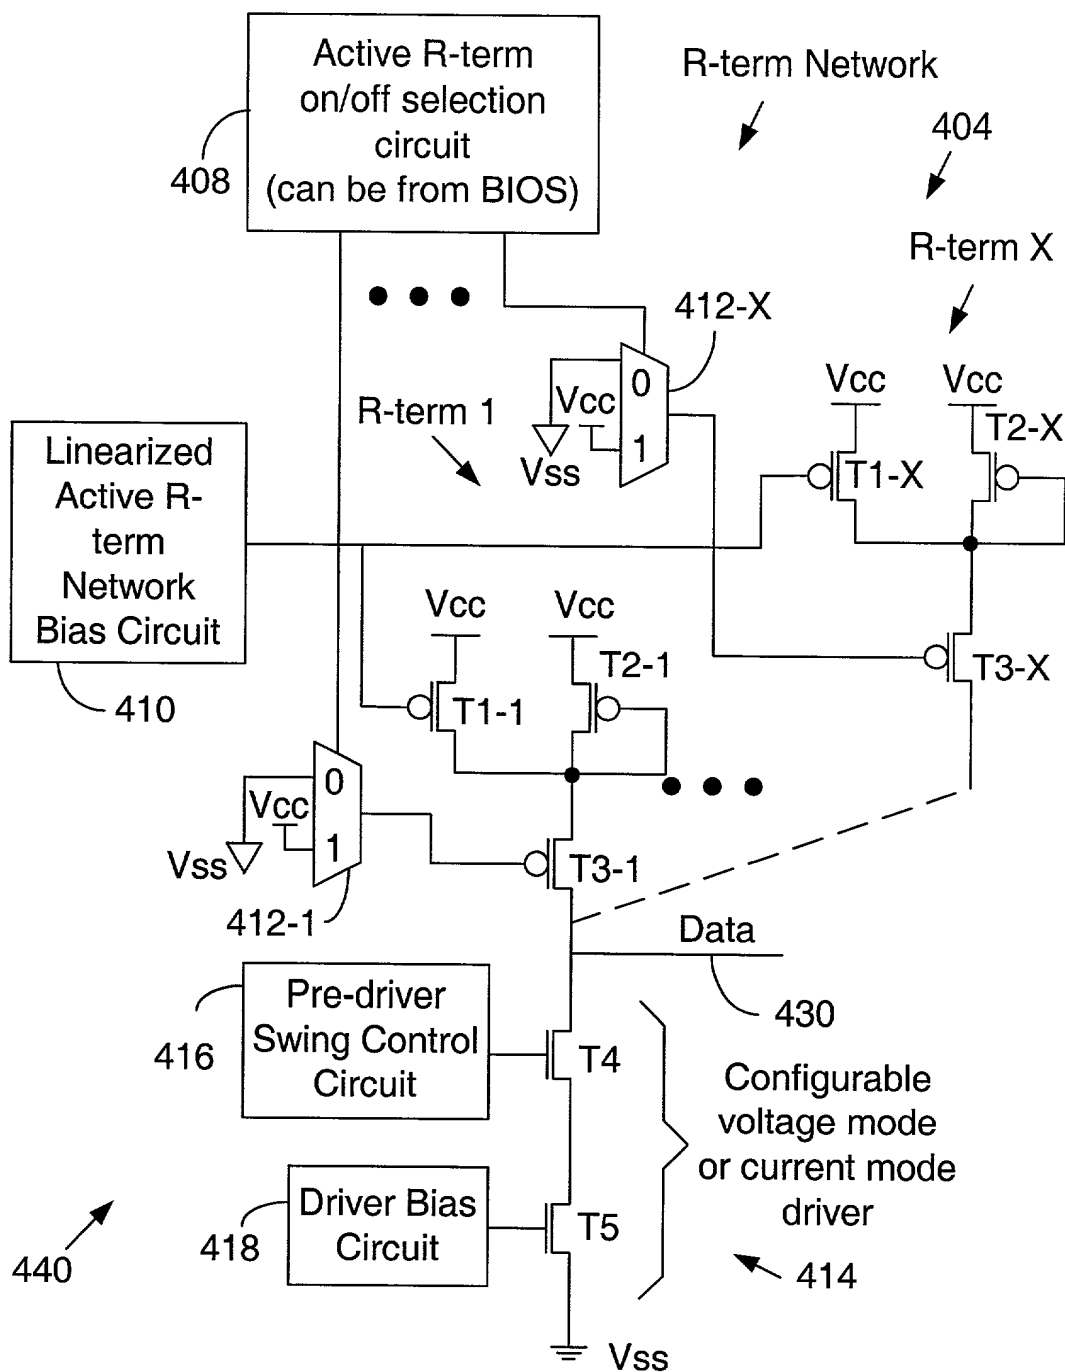 Active R-term
on/off selection
circuit
(can be from BIOS)
408
R-term Network
404
R-term X
412-X
0
Vcc
1
Vss
R-term 1
Vcc
Vcc
T2-X
T1-X
Linearized
Active R-
term
Network
Bias Circuit
410
Vcc
Vcc
T2-1
T1-1
T3-X
0
Vcc
1
Vss
412-1
T3-1
Data
430
Pre-driver
Swing Control
Circuit
416
T4
Configurable
voltage mode
or current mode
driver
414
Driver Bias
Circuit
418
T5
440
Vss